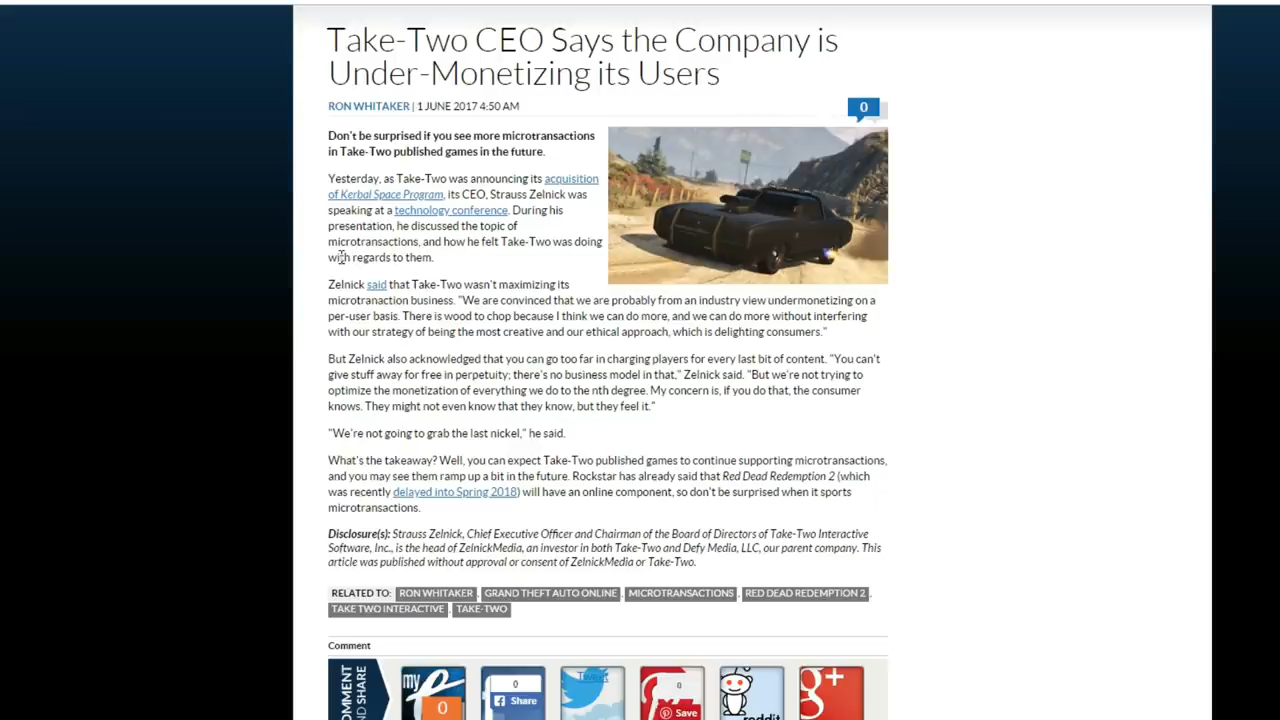 Take-Two CEO Says the Company is
Under-Monetizing its Users
RON WHITAKER | 1 JUNE 2017 4:50 AM
0
Don't be surprised if you see more microtransactions
in Take-Two published games in the future.
Yesterday, as Take-Two was announcing its acquisition
of Kerbal Space Program, its CEO, Strauss Zelnick was
speaking at a technology conference. During his
presentation, he discussed the topic of
microtransactions, and how he felt Take-Two was doing
with regards to them.
Zelnick said that Take-Two wasn't maximizing its
microtranaction business. "We are convinced that we are probably from an industry view undermonetizing on a
per-user basis. There is wood to chop because I think we can do more, and we can do more without interfering
with our strategy of being the most creative and our ethical approach, which is delighting consumers."
But Zelnick also acknowledged that you can go too far in charging players for every last bit of content. "You can't
give stuff away for free in perpetuity; there's no business model in that," Zelnick said. "But we're not trying to
optimize the monetization of everything we do to the nth degree. My concern is, if you do that, the consumer
knows. They might not even know that they know, but they feel it."
"We're not going to grab the last nickel," he said.
What's the takeaway? Well, you can expect Take-Two published games to continue supporting microtransactions,
and you may see them ramp up a bit in the future. Rockstar has already said that Red Dead Redemption 2 (which
was recently delayed into Spring 2018) will have an online component, so don't be surprised when it sports
microtransactions.
Disclosure(s): Strauss Zelnick, Chief Executive Officer and Chairman of the Board of Directors of Take-Two Interactive
Software, Inc., is the head of ZelnickMedia, an investor in both Take-Two and Defy Media, LLC, our parent company. This
article was published without approval or consent of ZelnickMedia or Take-Two.
RELATED TO: RON WHITAKER, GRAND THEFT AUTO ONLINE, MICROTRANSACTIONS, RED DEAD REDEMPTION 2,
TAKE TWO INTERACTIVE, TAKE-TWO
Comment
COMMENT
AND SHARE
my
0
0
Share
Tweet
0
Save
reddit
g+